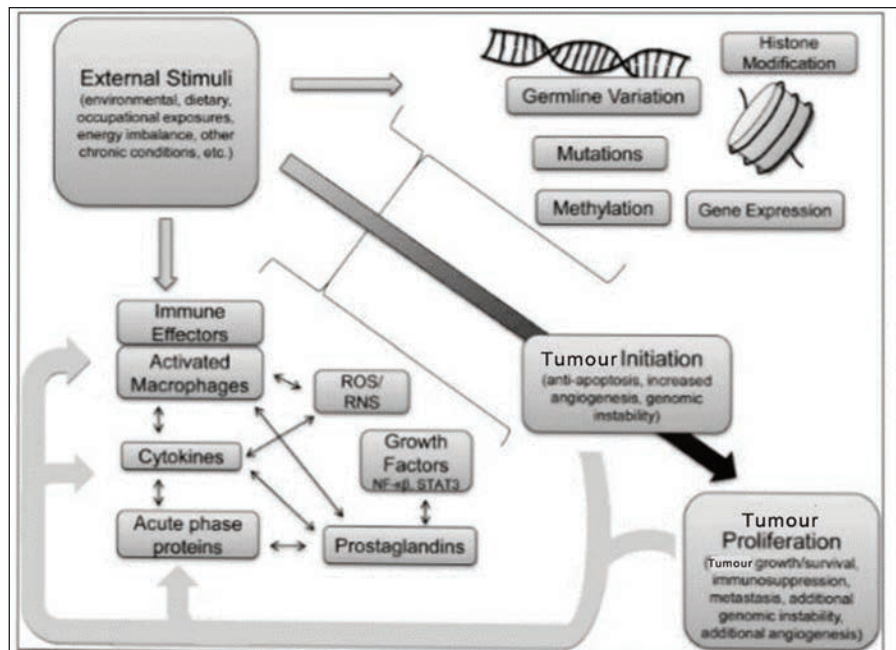 External Stimuli
(environmental, dietary,
occupational exposures,
energy imbalance, other
chronic conditions, etc.)
Histone
Modification
Germline Variation
Mutations
Methylation
Gene Expression
Immune
Effectors
Activated
Macrophages
ROS/
RNS
Cytokines
Growth
Factors
NF-κβ, STAT3
Acute phase
proteins
Prostaglandins
Tumour Initiation
(anti-apoptosis, increased
angiogenesis, genomic
instability)
Tumour
Proliferation
(Tumour growth/survival,
immunosuppression,
metastasis, additional
genomic instability,
additional angiogenesis)